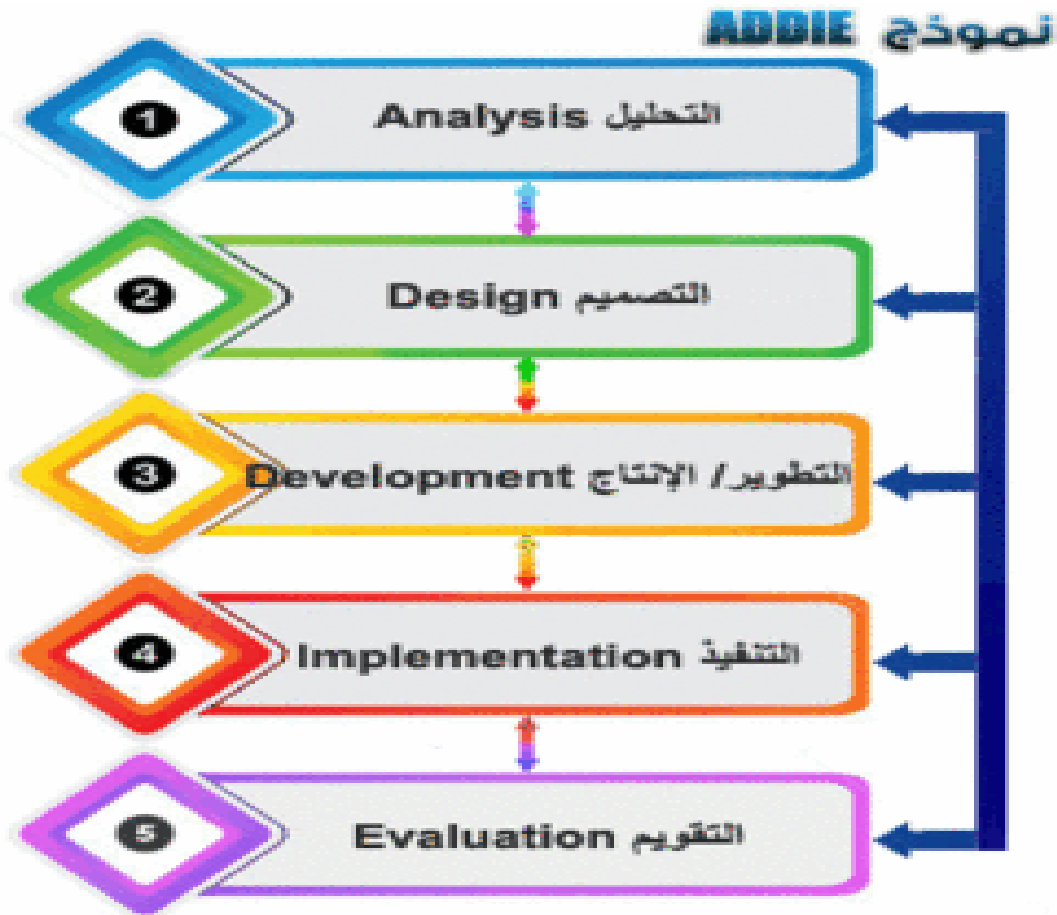 نموذج ADDIE
1
التحليل Analysis
2
التصميم Design
3
التطوير/ الإنتاج Development
4
التنفيذ Implementation
5
التقويم Evaluation